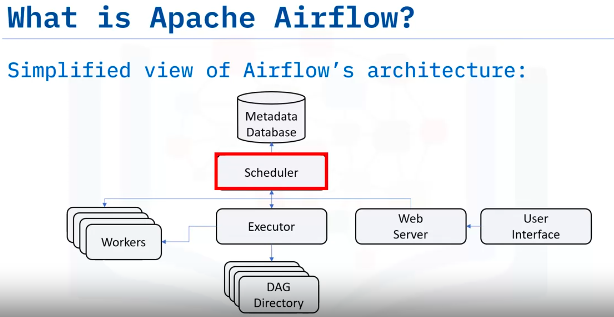 What is Apache Airflow?
Simplified view of Airflow's architecture:
Metadata
Database
Scheduler
Workers
Executor
Web
Server
User
Interface
DAG
Directory